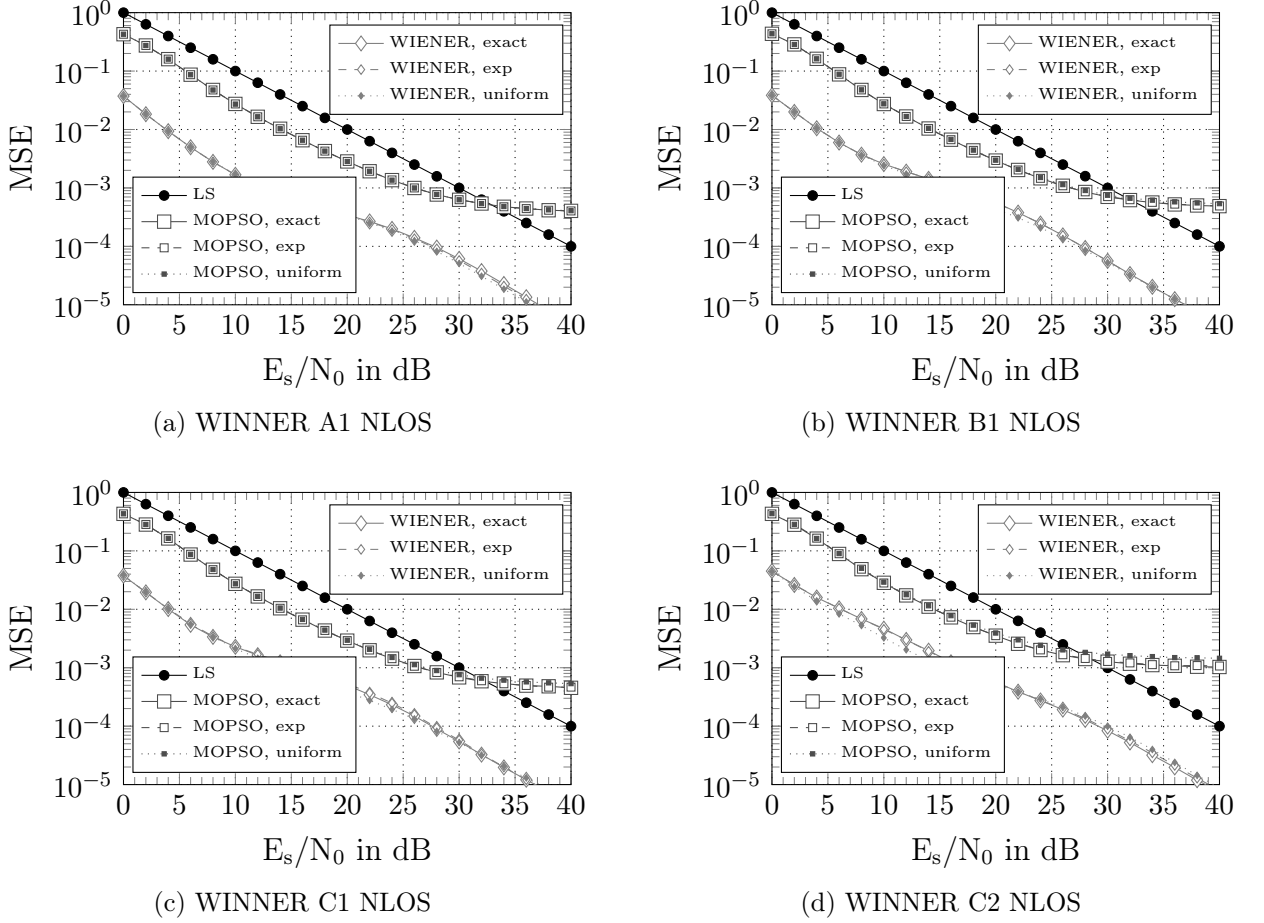 10^0
10^−1
10^−2
10^−3
10^−4
10^−5
MSE
WIENER, exact
WIENER, exp
WIENER, uniform
LS
MOPSO, exact
MOPSO, exp
MOPSO, uniform
0 5 10 15 20 25 30 35 40
E_s/N_0 in dB
(a) WINNER A1 NLOS
10^0
10^−1
10^−2
10^−3
10^−4
10^−5
MSE
WIENER, exact
WIENER, exp
WIENER, uniform
LS
MOPSO, exact
MOPSO, exp
MOPSO, uniform
0 5 10 15 20 25 30 35 40
E_s/N_0 in dB
(b) WINNER B1 NLOS
10^0
10^−1
10^−2
10^−3
10^−4
10^−5
MSE
WIENER, exact
WIENER, exp
WIENER, uniform
LS
MOPSO, exact
MOPSO, exp
MOPSO, uniform
0 5 10 15 20 25 30 35 40
E_s/N_0 in dB
(c) WINNER C1 NLOS
10^0
10^−1
10^−2
10^−3
10^−4
10^−5
MSE
WIENER, exact
WIENER, exp
WIENER, uniform
LS
MOPSO, exact
MOPSO, exp
MOPSO, uniform
0 5 10 15 20 25 30 35 40
E_s/N_0 in dB
(d) WINNER C2 NLOS